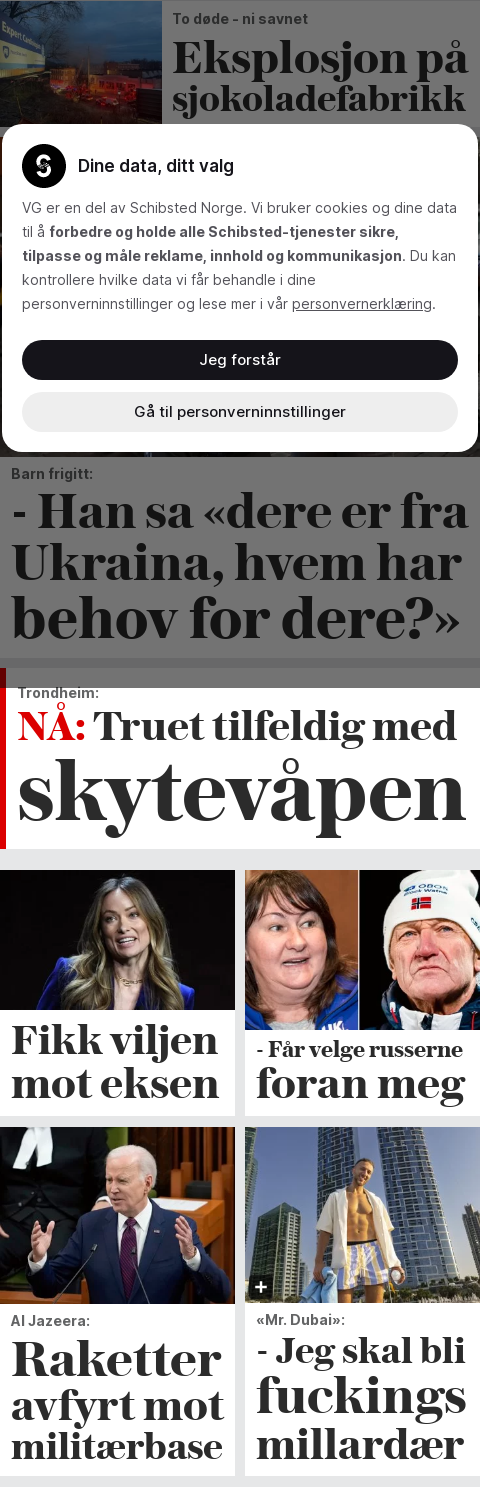 To døde - ni savnet
Eksplosjon på
sjokoladefabrikk
Dine data, ditt valg
VG er en del av Schibsted Norge. Vi bruker cookies og dine data
til å forbedre og holde alle Schibsted-tjenester sikre,
tilpasse og måle reklame, innhold og kommunikasjon. Du kan
kontrollere hvilke data vi får behandle i dine
personverninnstillinger og lese mer i vår personvernerklæring.
Jeg forstår
Gå til personverninnstillinger
Barn frigitt:
- Han sa «dere er fra
Ukraina, hvem har
behov for dere?»
Trondheim:
NÅ: Truet tilfeldig med
skytevåpen
Fikk viljen
mot eksen
OBOS
- Får velge russerne
foran meg
Al Jazeera:
Raketter
avfyrt mot
militærbase
«Mr. Dubai»:
- Jeg skal bli
fuckings
millardær